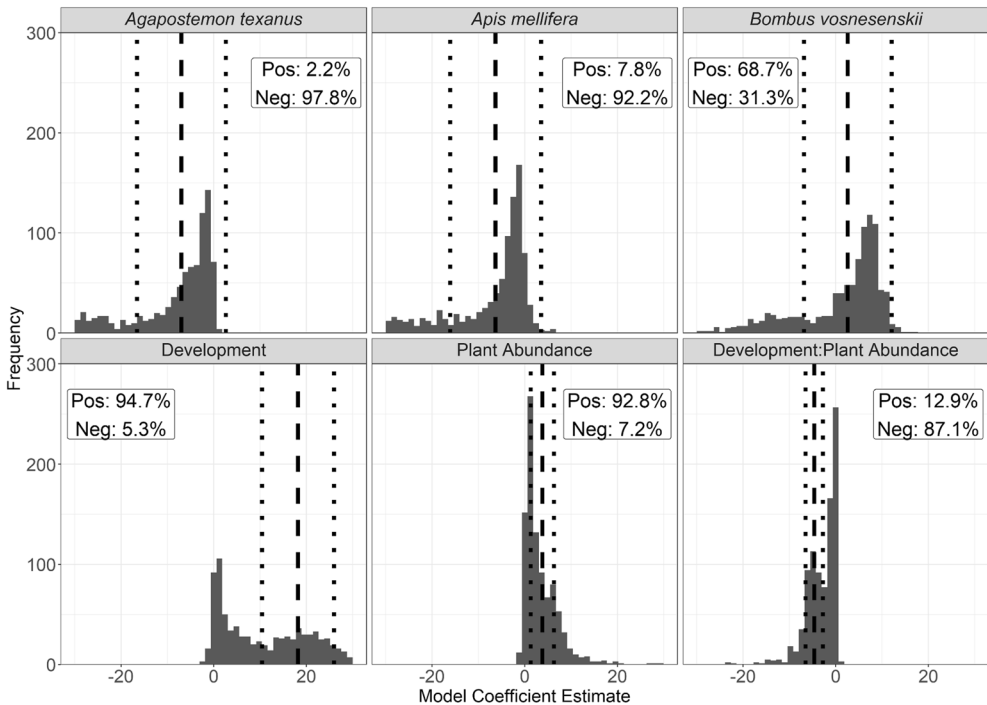 Agapostemon texanus
Apis mellifera
Bombus vosnesenskii
300
200
100
0
Pos: 2.2%
Neg: 97.8%
Pos: 7.8%
Neg: 92.2%
Pos: 68.7%
Neg: 31.3%
Frequency
Development
Plant Abundance
Development:Plant Abundance
300
200
100
0
Pos: 94.7%
Neg: 5.3%
Pos: 92.8%
Neg: 7.2%
Pos: 12.9%
Neg: 87.1%
-20 0 20
-20 0 20
-20 0 20
Model Coefficient Estimate